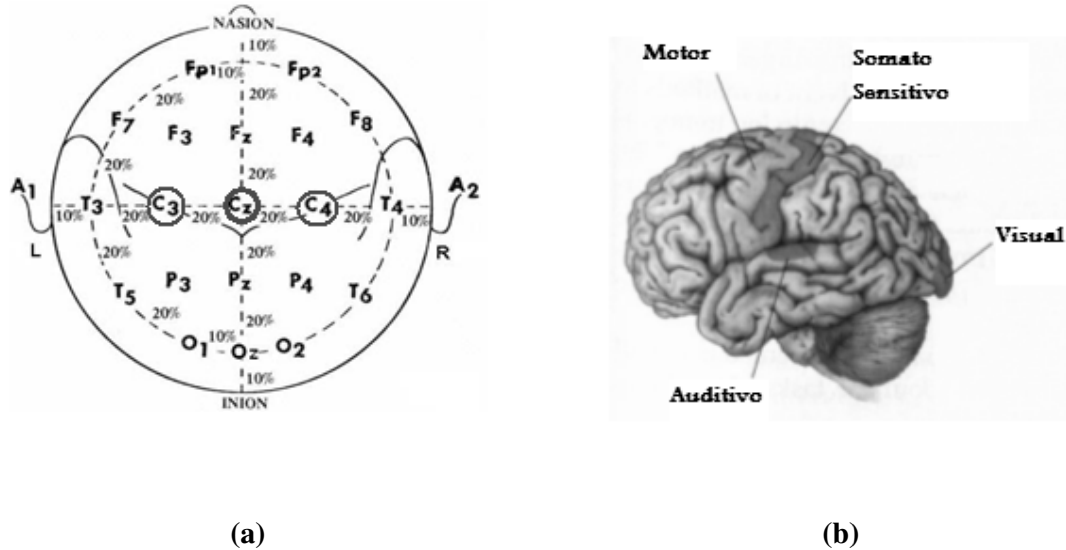 NASION
10%
Fp1 10% Fp2
20% 20%
F7 F8
F3 Fz F4
20% 20% 20%
A1 A2
10% T3 20% C3 20% Cz 20% C4 20% T4 10%
L R
20% 20%
P3 Pz P4
T5 T6
20% 20%
O1 10% Oz O2
10%
INION
(a)
Motor
Somato
Sensitivo
Visual
Auditivo
(b)